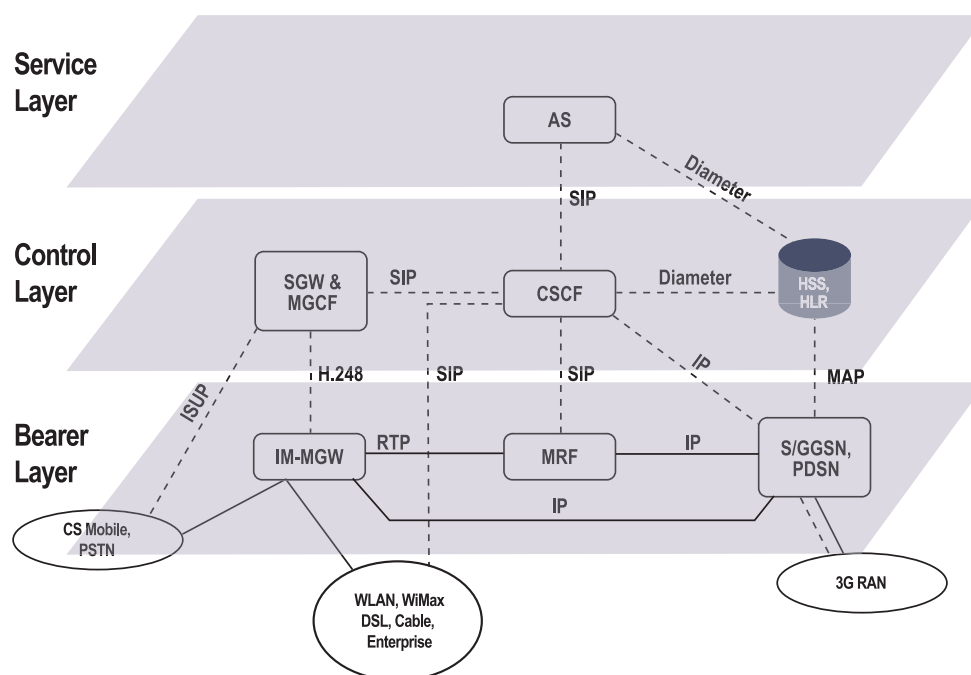 Service
Layer
AS
Diameter
SIP
Control
Layer
SGW &
MGCF
SIP
CSCF
Diameter
HSS,
HLR
ISUP
H.248
SIP
SIP
IP
MAP
Bearer
Layer
IM-MGW
RTP
MRF
IP
S/GGSN,
PDSN
IP
CS Mobile,
PSTN
WLAN, WiMax
DSL, Cable,
Enterprise
3G RAN